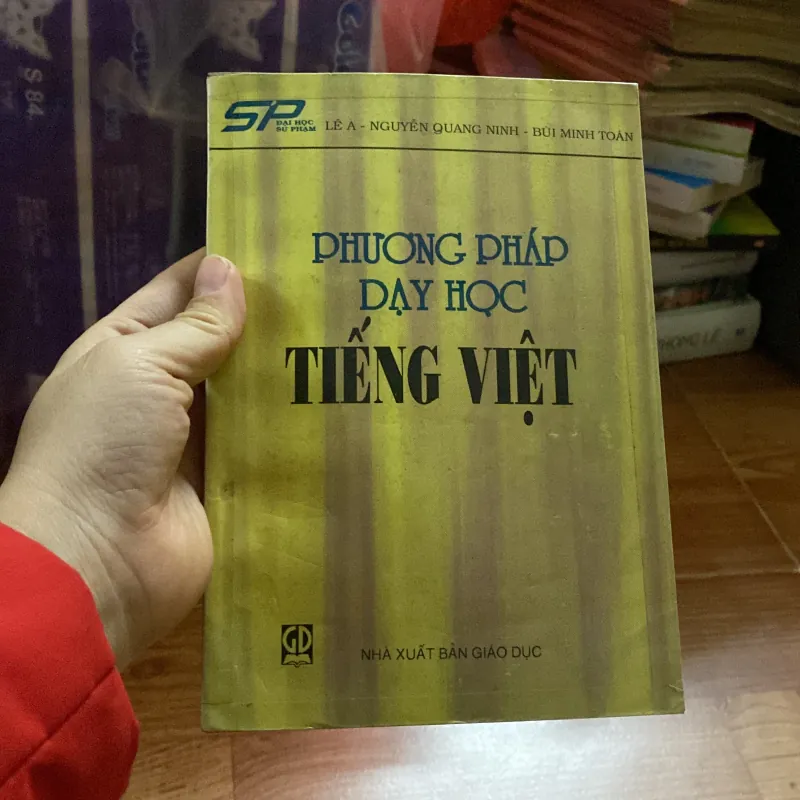 S 84
SP
ĐẠI HỌC
SƯ PHẠM
LÊ A - NGUYỄN QUANG NINH - BÙI MINH TOÁN
PHƯƠNG PHÁP
DẠY HỌC
TIẾNG VIỆT
GD
NHÀ XUẤT BẢN GIÁO DỤC